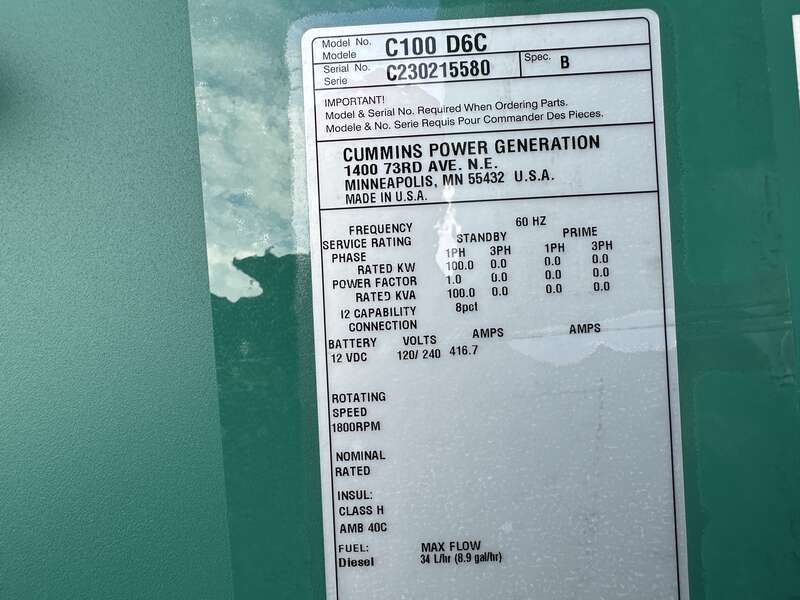 Model No. C100 D6C
Modele
Serial No. C230215580 Spec. B
Serie
IMPORTANT!
Model & Serial No. Required When Ordering Parts.
Modele & No. Serie Requis Pour Commander Des Pieces.
CUMMINS POWER GENERATION
1400 73RD AVE. N.E.
MINNEAPOLIS, MN 55432 U.S.A.
MADE IN U.S.A.
FREQUENCY 60 HZ
SERVICE RATING STANDBY PRIME
PHASE 1PH 3PH 1PH 3PH
RATED KW 100.0 0.0 0.0 0.0
POWER FACTOR 1.0 0.0 0.0 0.0
RATED KVA 100.0 0.0 0.0 0.0
I2 CAPABILITY 8pct
CONNECTION
BATTERY VOLTS AMPS AMPS
12 VDC 120/ 240 416.7
ROTATING
SPEED
1800RPM
NOMINAL
RATED
INSUL:
CLASS H
AMB 40C
FUEL: MAX FLOW
Diesel 34 L/hr (8.9 gal/hr)